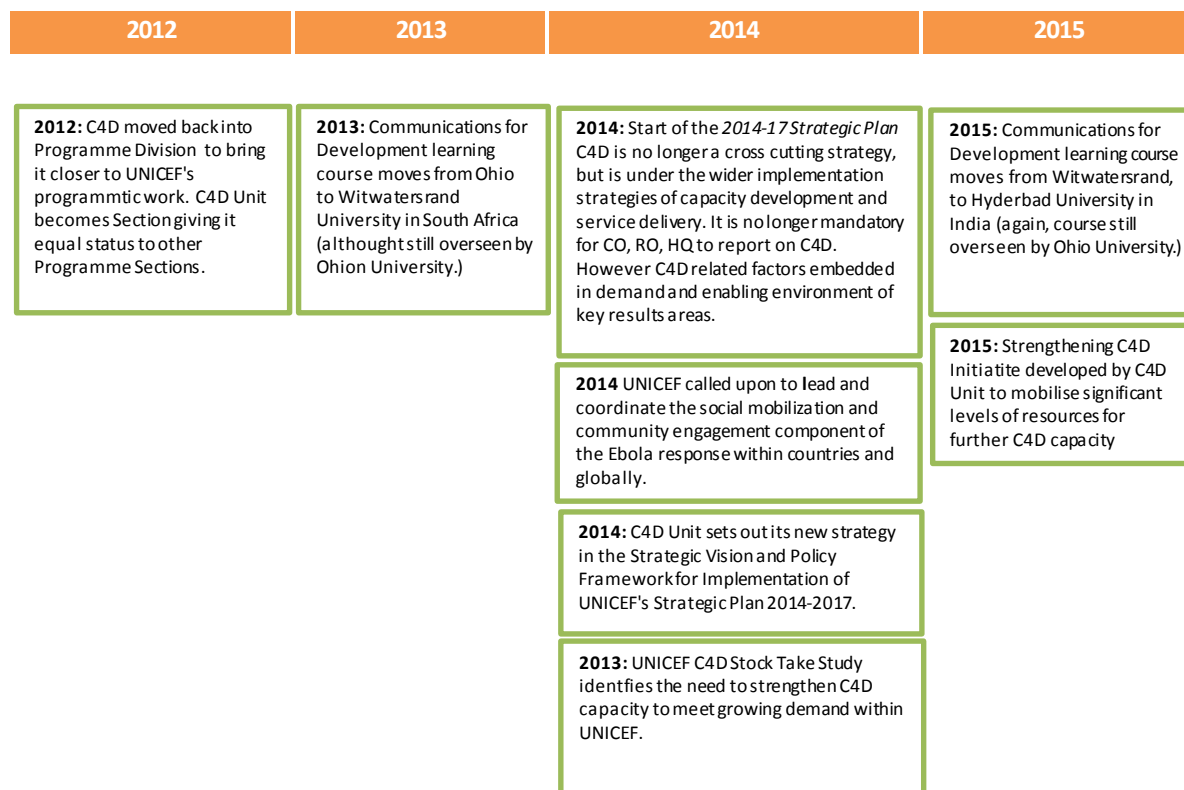 2012
2013
2014
2015
2012: C4D moved back into
Programme Division to bring
it closer to UNICEF's
programmtic work. C4D Unit
becomes Section giving it
equal status to other
Programme Sections.
2013: Communications for
Development learning
course moves from Ohio
to Witwatersrand
University in South Africa
(althought still overseen by
Ohion University.)
2014: Start of the 2014-17 Strategic Plan
C4D is no longer a cross cutting strategy,
but is under the wider implementation
strategies of capacity development and
service delivery. It is no longer mandatory
for CO, RO, HQ to report on C4D.
However C4D related factors embedded
in demand and enabling environment of
key results areas.
2014 UNICEF called upon to lead and
coordinate the social mobilization and
community engagement component of
the Ebola response within countries and
globally.
2014: C4D Unit sets out its new strategy
in the Strategic Vision and Policy
Framework for Implementation of
UNICEF's Strategic Plan 2014-2017.
2013: UNICEF C4D Stock Take Study
identfies the need to strengthen C4D
capacity to meet growing demand within
UNICEF.
2015: Communications for
Development learning course
moves from Witwatersrand,
to Hyderbad University in
India (again, course still
overseen by Ohio University.)
2015: Strengthening C4D
Initiatite developed by C4D
Unit to mobilise significant
levels of resources for
further C4D capacity